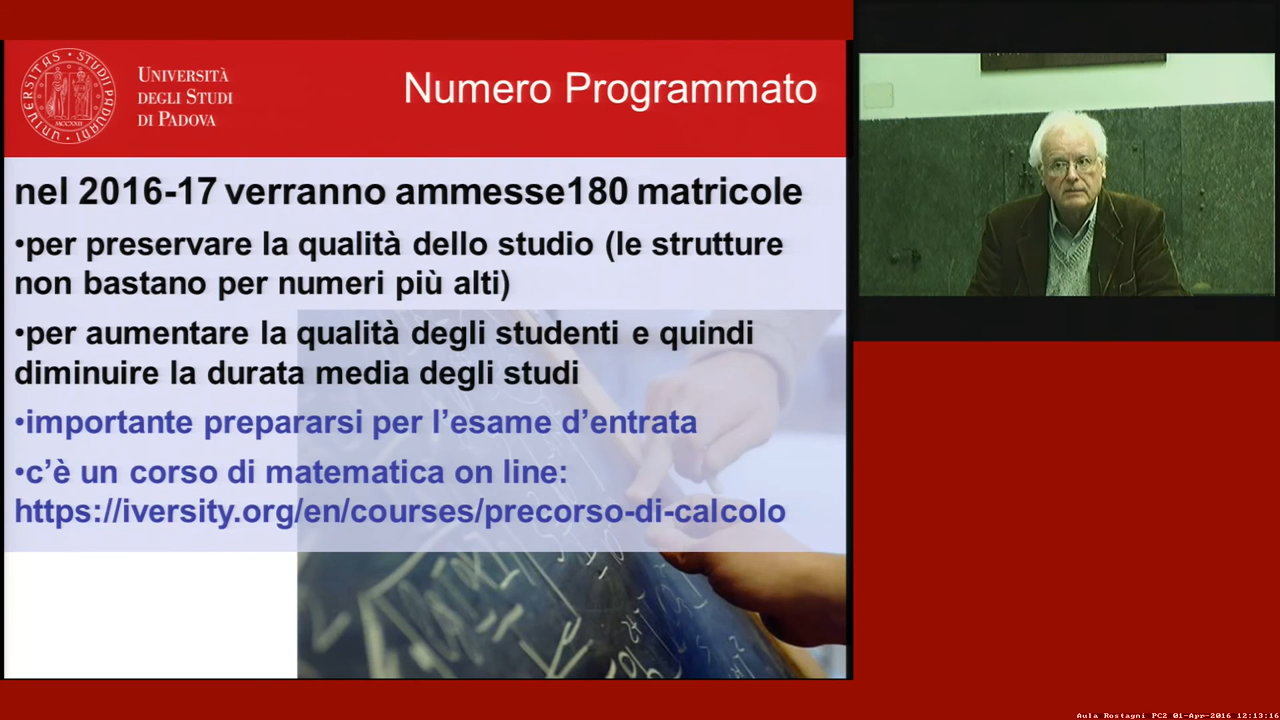 UNIVERSITÀ
DEGLI STUDI
DI PADOVA
Numero Programmato
nel 2016-17 verranno ammesse180 matricole
•per preservare la qualità dello studio (le strutture
non bastano per numeri più alti)
•per aumentare la qualità degli studenti e quindi
diminuire la durata media degli studi
•importante prepararsi per l’esame d’entrata
•c’è un corso di matematica on line:
https://iversity.org/en/courses/precorso-di-calcolo
Aula Rostagni PC2 01-Apr-2016 12:13:16